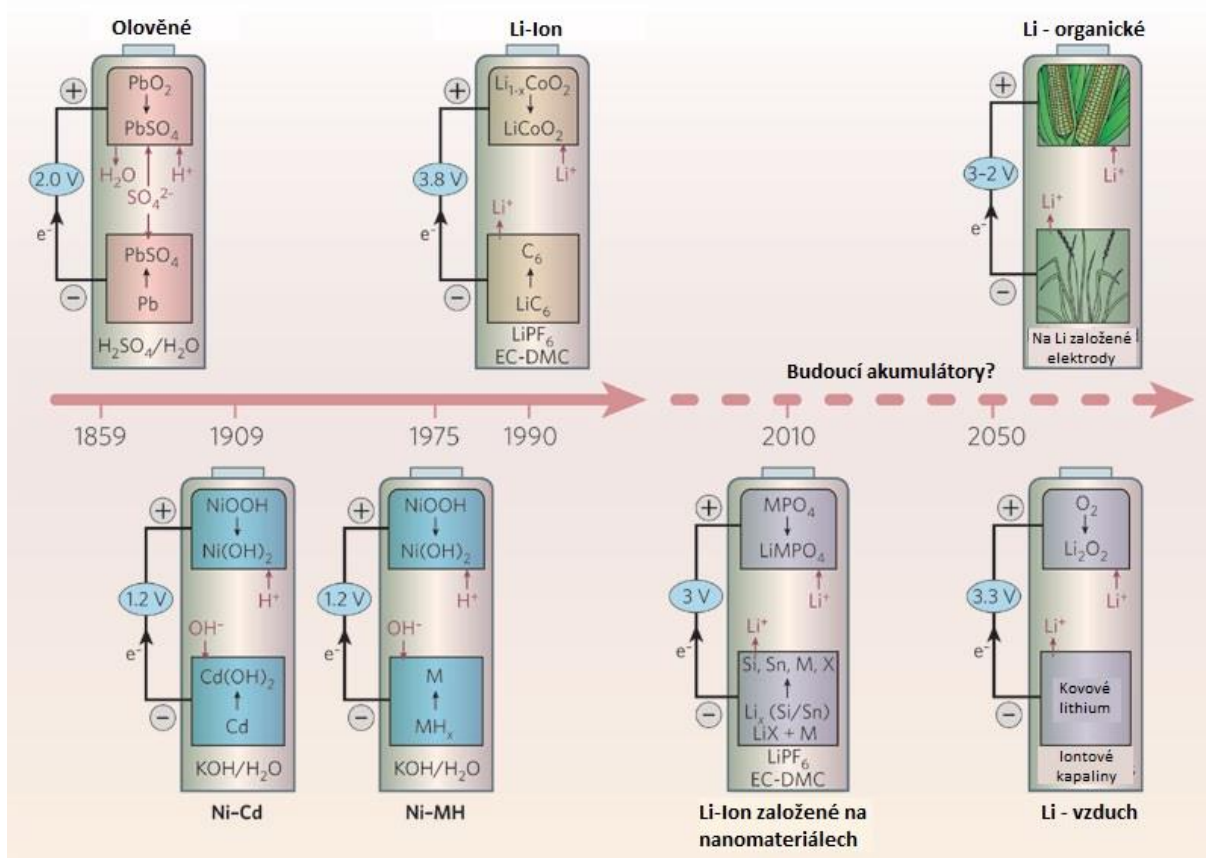 Olověné
+
PbO₂
PbSO₄
H₂O
H⁺
SO₄²⁻
2.0 V
e⁻
PbSO₄
Pb
−
H₂SO₄/H₂O
Li-Ion
+
Li₁₋ₓCoO₂
LiCoO₂
Li⁺
3.8 V
Li⁺
e⁻
C₆
LiC₆
−
LiPF₆
EC-DMC
Li - organické
+
3-2 V
Li⁺
Li⁺
e⁻
−
Na Li založené
elektrody
Budoucí akumulátory?
1859
1909
1975
1990
2010
2050
+
NiOOH
Ni(OH)₂
H⁺
1.2 V
OH⁻
e⁻
Cd(OH)₂
Cd
−
KOH/H₂O
Ni-Cd
+
NiOOH
Ni(OH)₂
H⁺
1.2 V
OH⁻
e⁻
M
MHₓ
−
KOH/H₂O
Ni-MH
+
MPO₄
LiMPO₄
Li⁺
3 V
Li⁺
e⁻
Si, Sn, M, X
Liₓ (Si/Sn)
LiX + M
−
LiPF₆
EC-DMC
Li-Ion založené na
nanomateriálech
+
O₂
Li₂O₂
Li⁺
3.3 V
Li⁺
e⁻
Kovové
lithium
−
Iontové
kapaliny
Li - vzduch